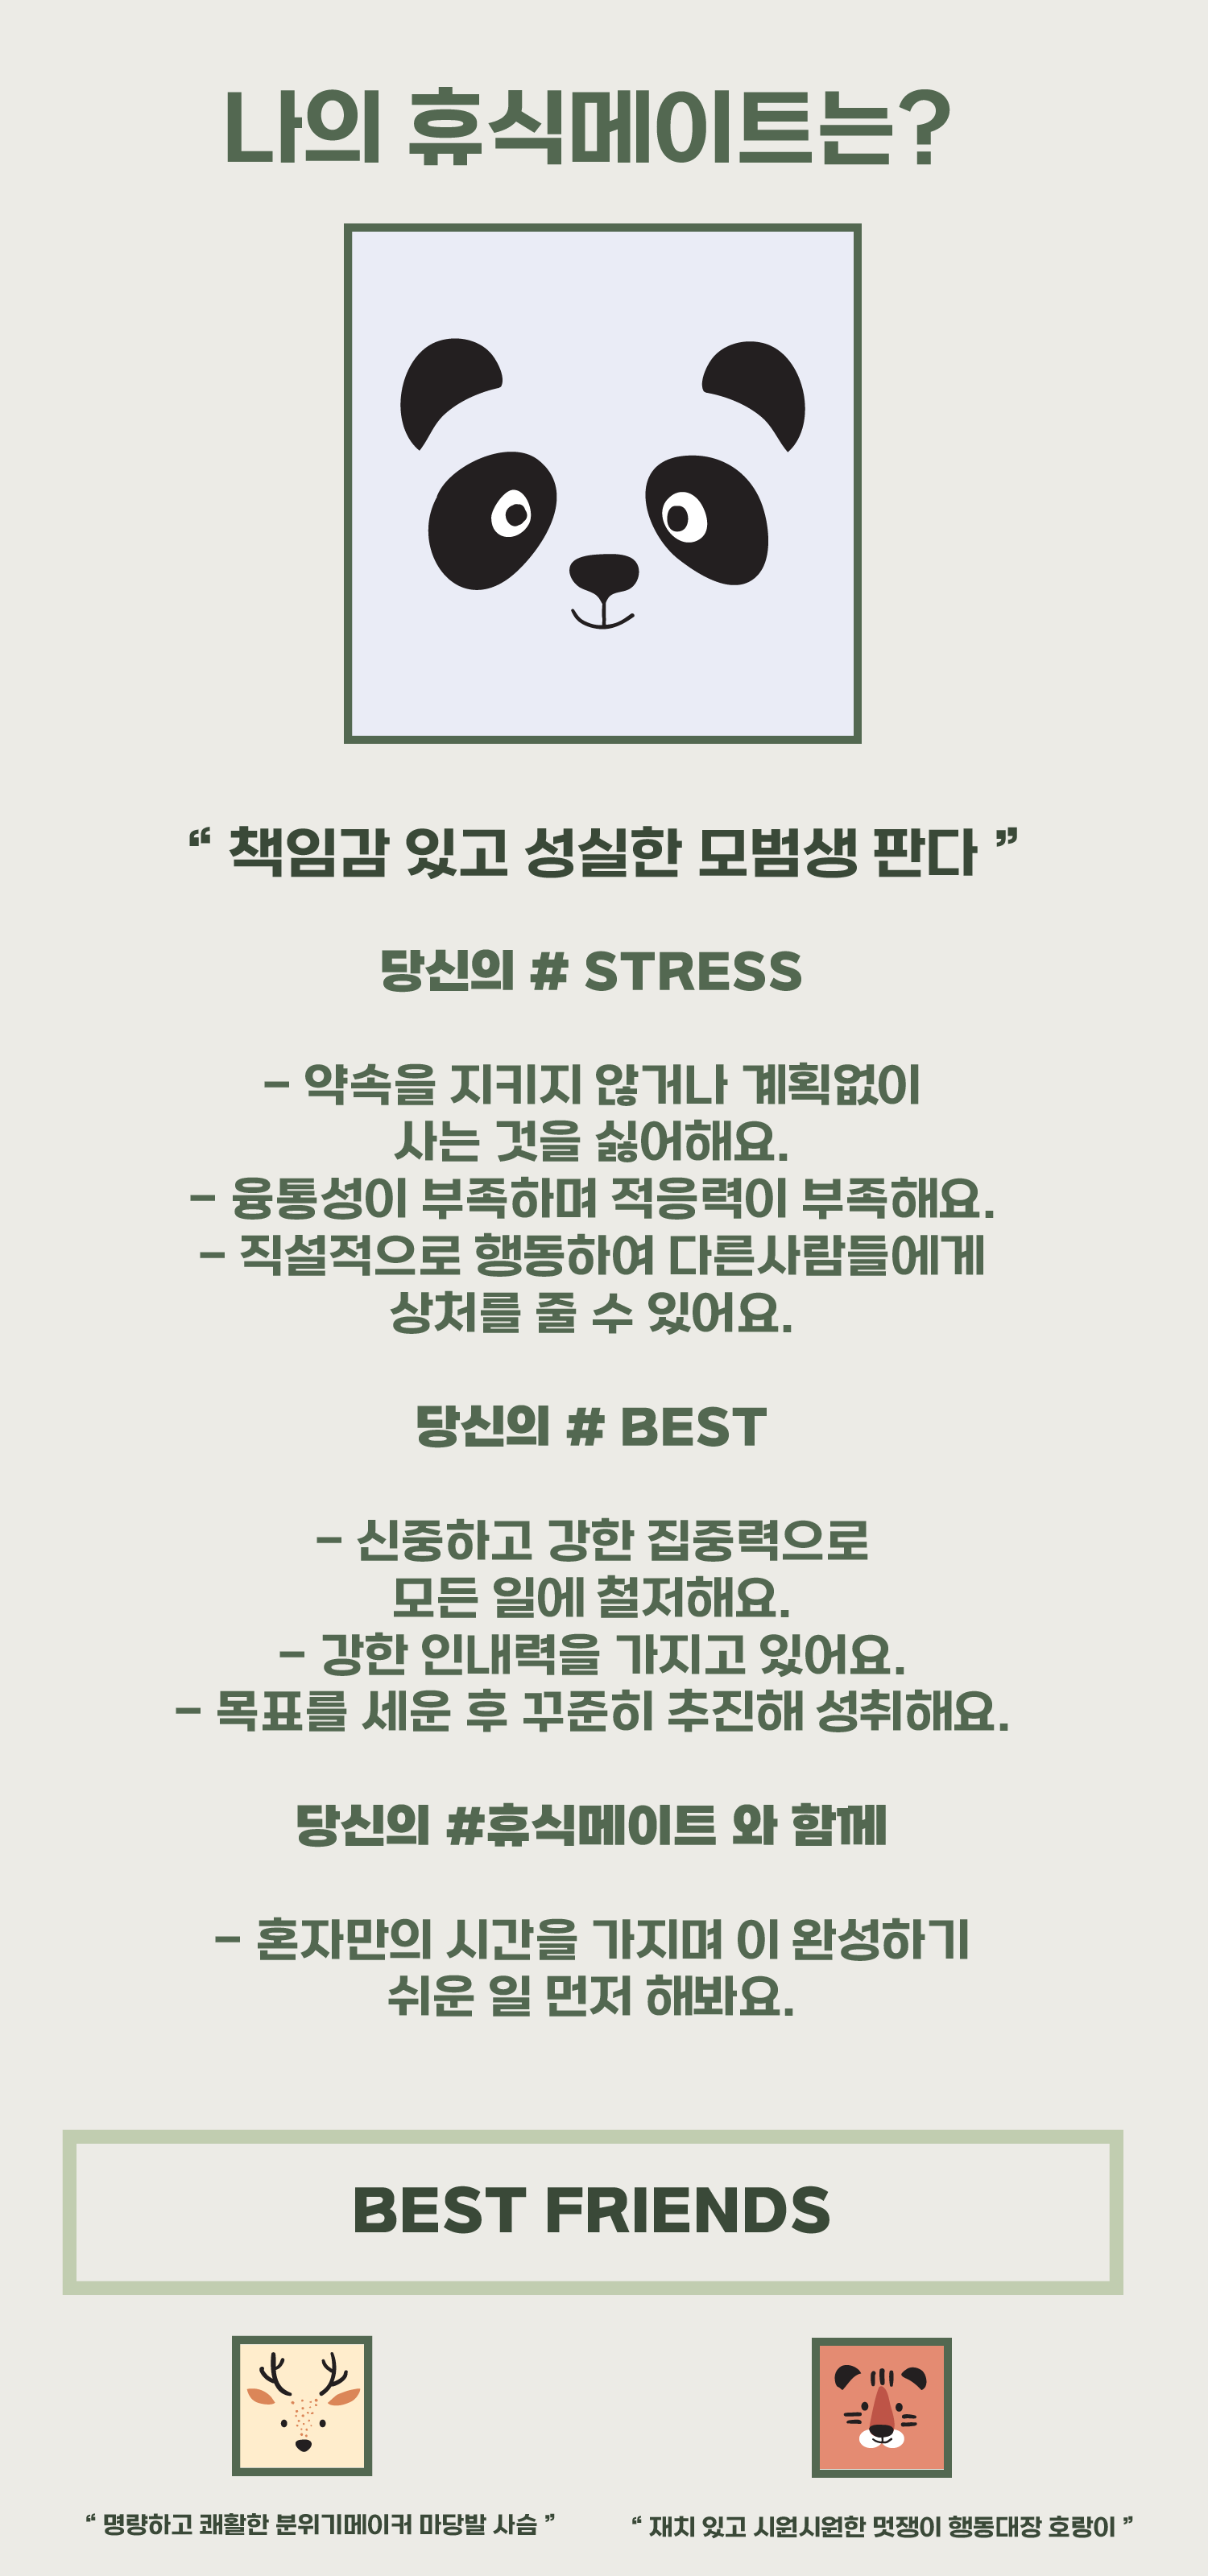 나의 휴식메이트는?
“ 책임감 있고 성실한 모범생 판다 ”
당신의 # STRESS
- 약속을 지키지 않거나 계획없이
사는 것을 싫어해요.
- 융통성이 부족하며 적응력이 부족해요.
- 직설적으로 행동하여 다른사람들에게
상처를 줄 수 있어요.
당신의 # BEST
- 신중하고 강한 집중력으로
모든 일에 철저해요.
- 강한 인내력을 가지고 있어요.
- 목표를 세운 후 꾸준히 추진해 성취해요.
당신의 #휴식메이트 와 함께
- 혼자만의 시간을 가지며 이 완성하기
쉬운 일 먼저 해봐요.
BEST FRIENDS
“ 명랑하고 쾌활한 분위기메이커 마당발 사슴 ”
“ 재치 있고 시원시원한 멋쟁이 행동대장 호랑이 ”